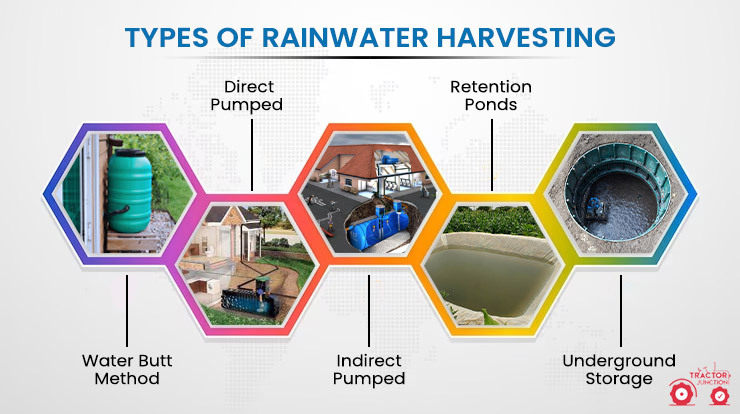 TYPES OF RAINWATER HARVESTING
Direct
Pumped
Retention
Ponds
Water Butt
Method
Indirect
Pumped
Underground
Storage
TRACTOR
JUNCTION